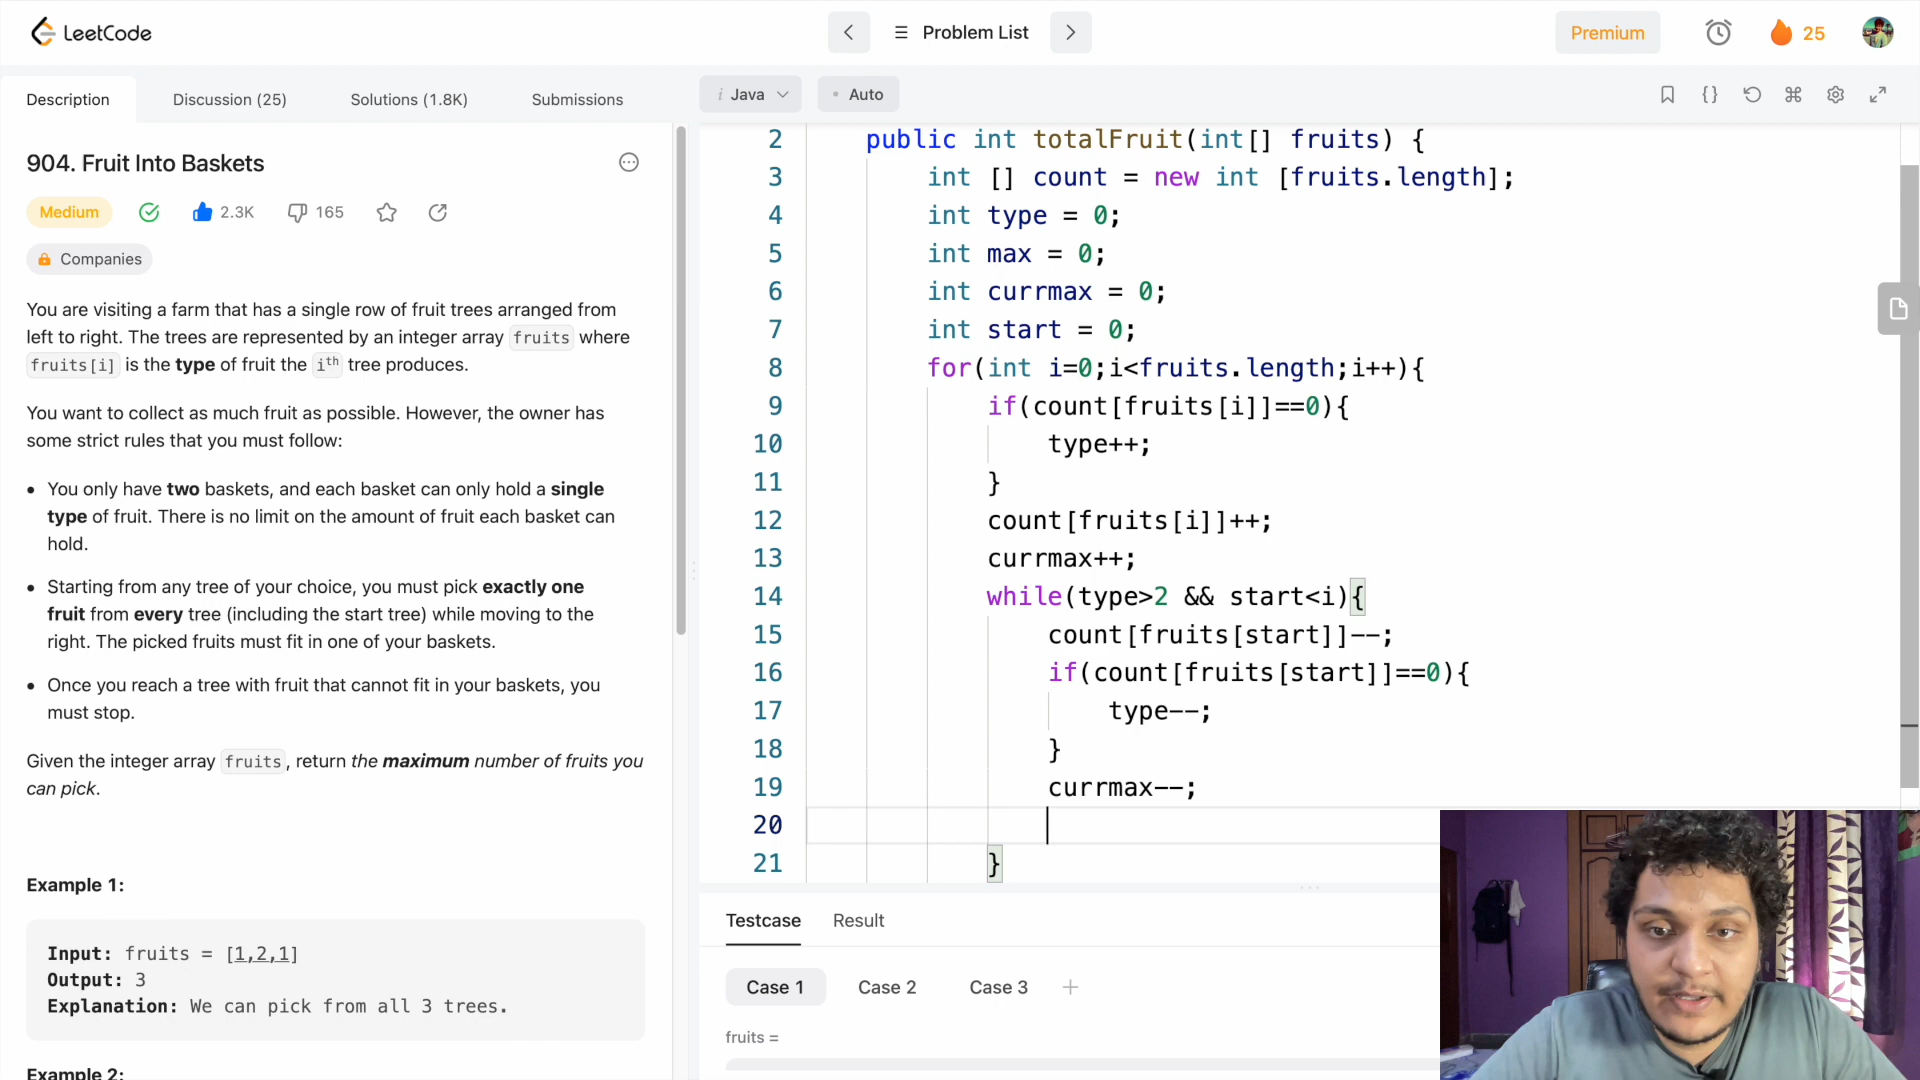 LeetCode
Problem List
Premium
25
Description
Discussion (25)
Solutions (1.8K)
Submissions
i Java
• Auto
904. Fruit Into Baskets
Medium
2.3K
165
Companies
You are visiting a farm that has a single row of fruit trees arranged from
left to right. The trees are represented by an integer array fruits where
fruits[i] is the type of fruit the ith tree produces.
You want to collect as much fruit as possible. However, the owner has
some strict rules that you must follow:
• You only have two baskets, and each basket can only hold a single
type of fruit. There is no limit on the amount of fruit each basket can
hold.
• Starting from any tree of your choice, you must pick exactly one
fruit from every tree (including the start tree) while moving to the
right. The picked fruits must fit in one of your baskets.
• Once you reach a tree with fruit that cannot fit in your baskets, you
must stop.
Given the integer array fruits, return the maximum number of fruits you
can pick.
Example 1:
Input: fruits = [1,2,1]
Output: 3
Explanation: We can pick from all 3 trees.
Example 2:
2 public int totalFruit(int[] fruits) {
3 int [] count = new int [fruits.length];
4 int type = 0;
5 int max = 0;
6 int currmax = 0;
7 int start = 0;
8 for(int i=0;i<fruits.length;i++){
9 if(count[fruits[i]]==0){
10 type++;
11 }
12 count[fruits[i]]++;
13 currmax++;
14 while(type>2 && start<i){
15 count[fruits[start]]--;
16 if(count[fruits[start]]==0){
17 type--;
18 }
19 currmax--;
20
21 }
Testcase
Result
Case 1
Case 2
Case 3
+
fruits =